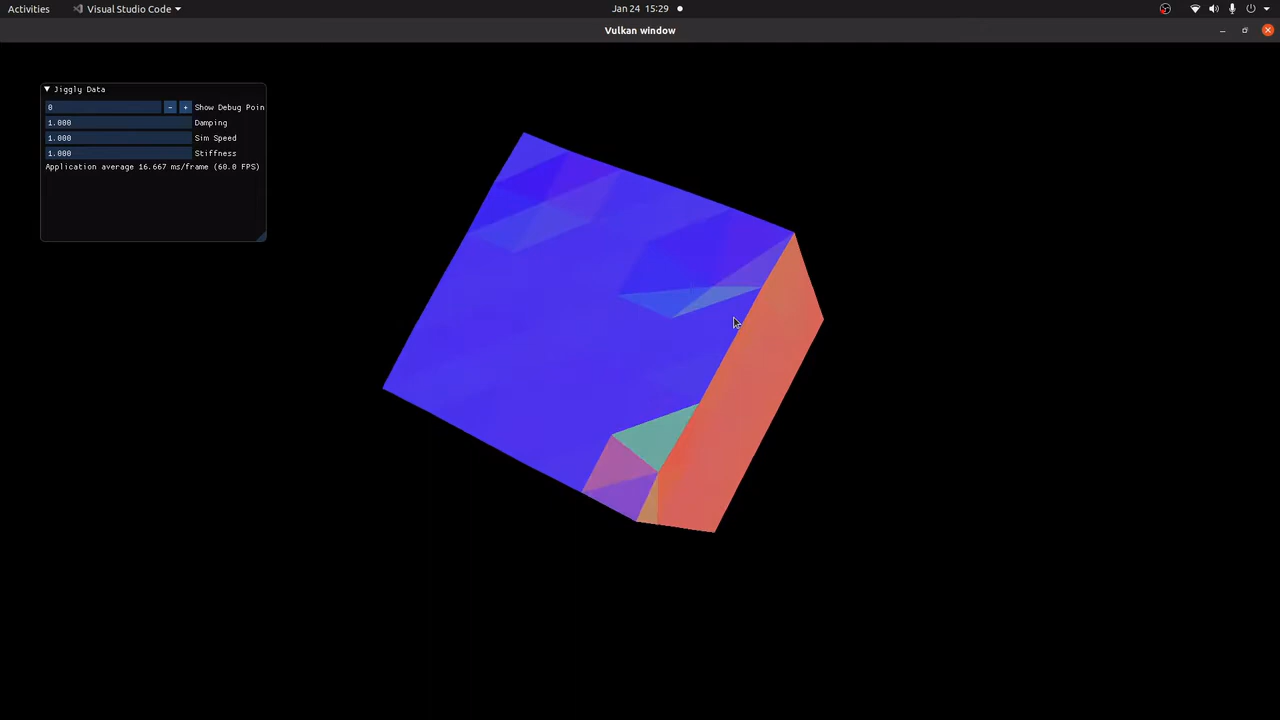 Activities Visual Studio Code Jan 24 15:29
Vulkan window
Jiggly Data
0 - + Show Debug Poin
1.000 Damping
1.000 Sim Speed
1.000 Stiffness
Application average 16.667 ms/frame (60.0 FPS)